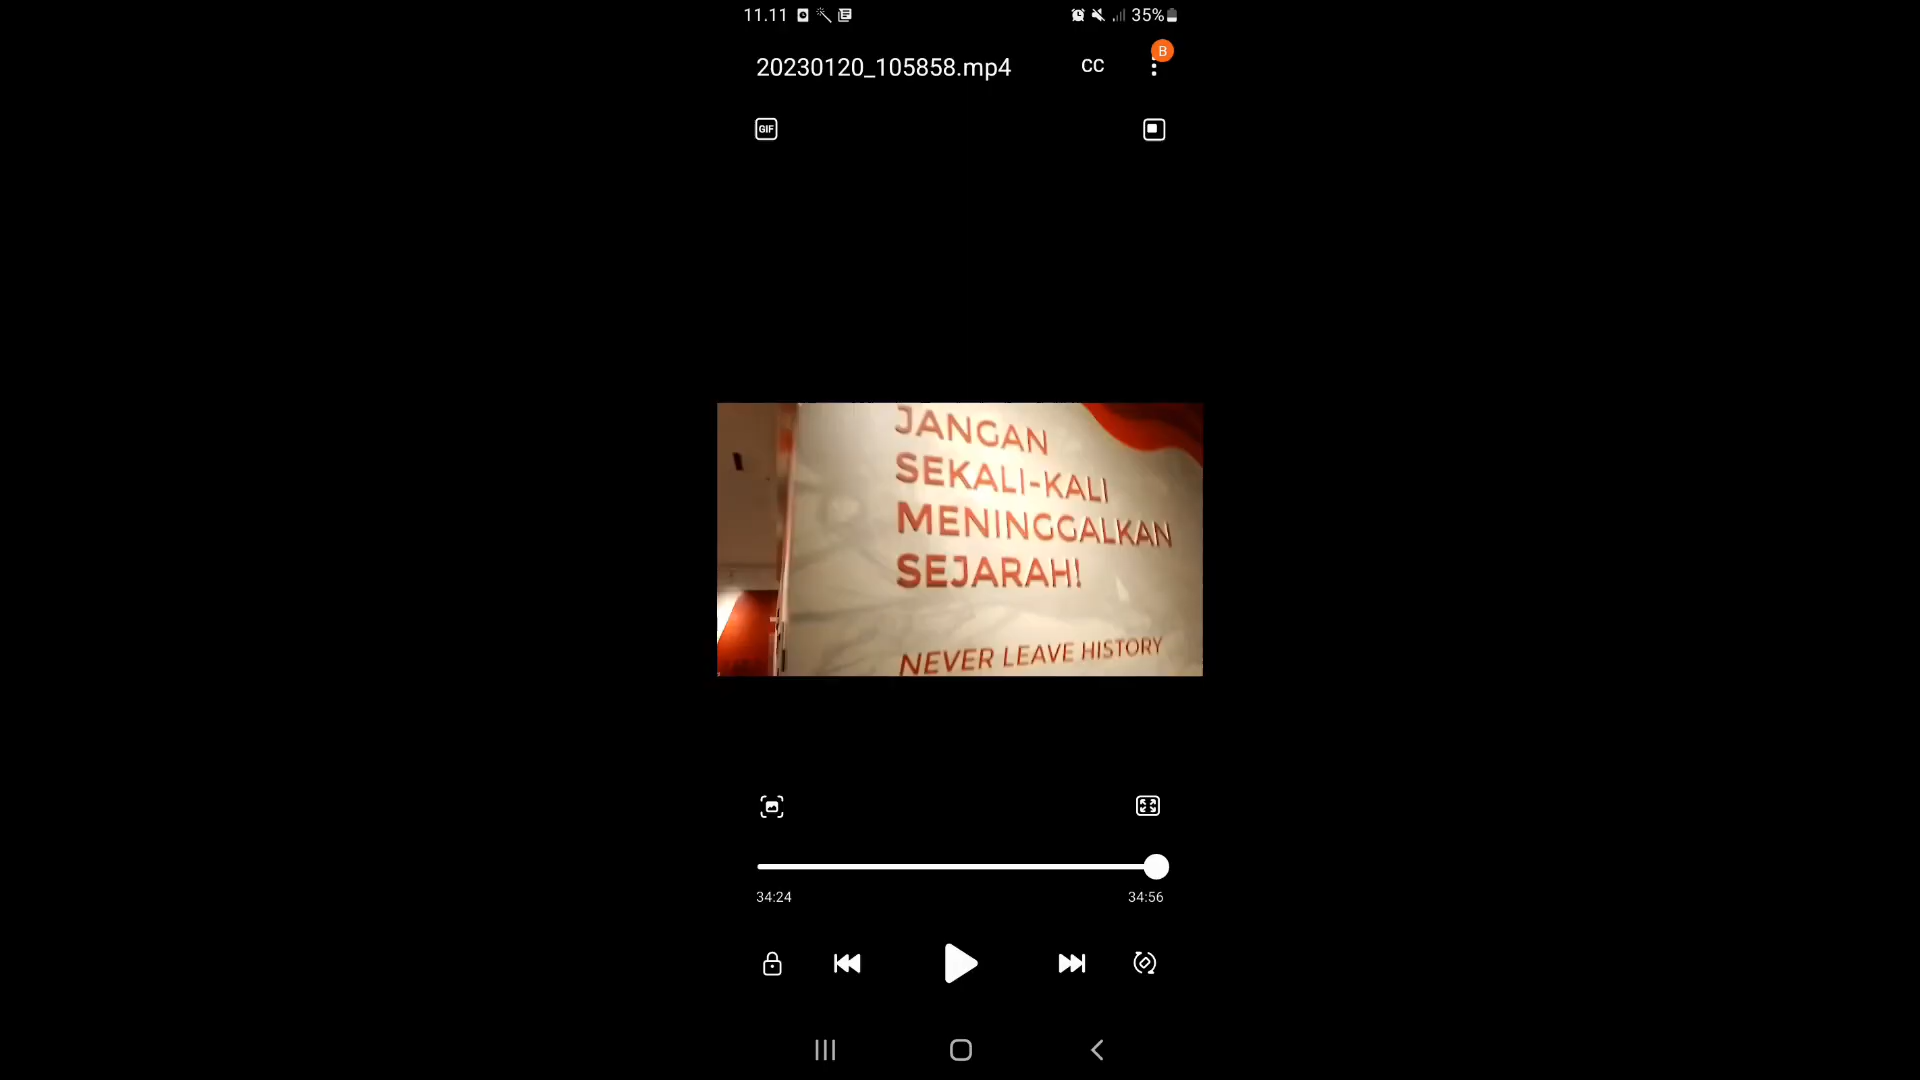 11.11 35%
B
20230120_105858.mp4 CC
GIF
JANGAN
SEKALI-KALI
MENINGGALKAN
SEJARAH!
NEVER LEAVE HISTORY
34:24 34:56